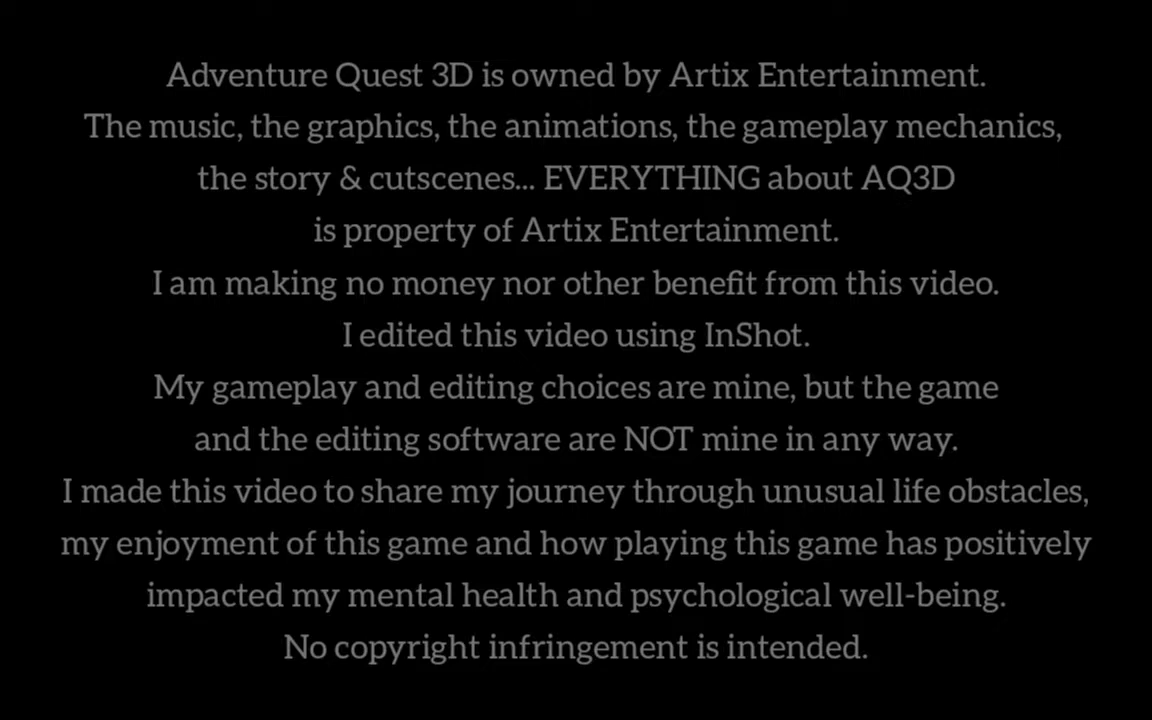 Adventure Quest 3D is owned by Artix Entertainment.
The music, the graphics, the animations, the gameplay mechanics,
the story & cutscenes... EVERYTHING about AQ3D
is property of Artix Entertainment.
I am making no money nor other benefit from this video.
I edited this video using InShot.
My gameplay and editing choices are mine, but the game
and the editing software are NOT mine in any way.
I made this video to share my journey through unusual life obstacles,
my enjoyment of this game and how playing this game has positively
impacted my mental health and psychological well-being.
No copyright infringement is intended.